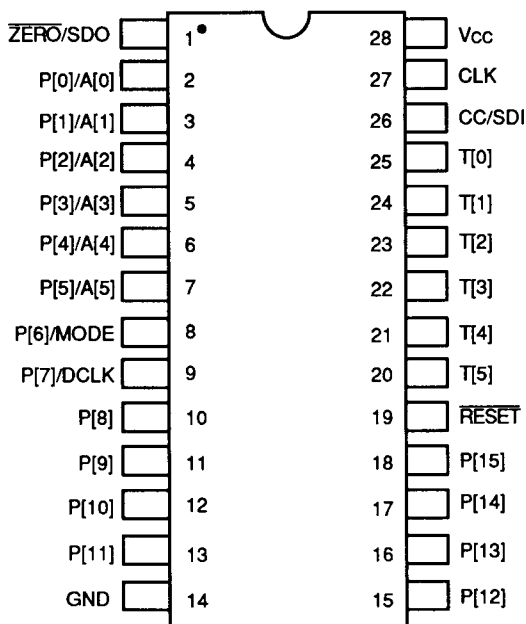 Z̅E̅R̅O̅/SDO 1 28 Vcc
P[0]/A[0] 2 27 CLK
P[1]/A[1] 3 26 CC/SDI
P[2]/A[2] 4 25 T[0]
P[3]/A[3] 5 24 T[1]
P[4]/A[4] 6 23 T[2]
P[5]/A[5] 7 22 T[3]
P[6]/MODE 8 21 T[4]
P[7]/DCLK 9 20 T[5]
P[8] 10 19 R̅E̅S̅E̅T̅
P[9] 11 18 P[15]
P[10] 12 17 P[14]
P[11] 13 16 P[13]
GND 14 15 P[12]